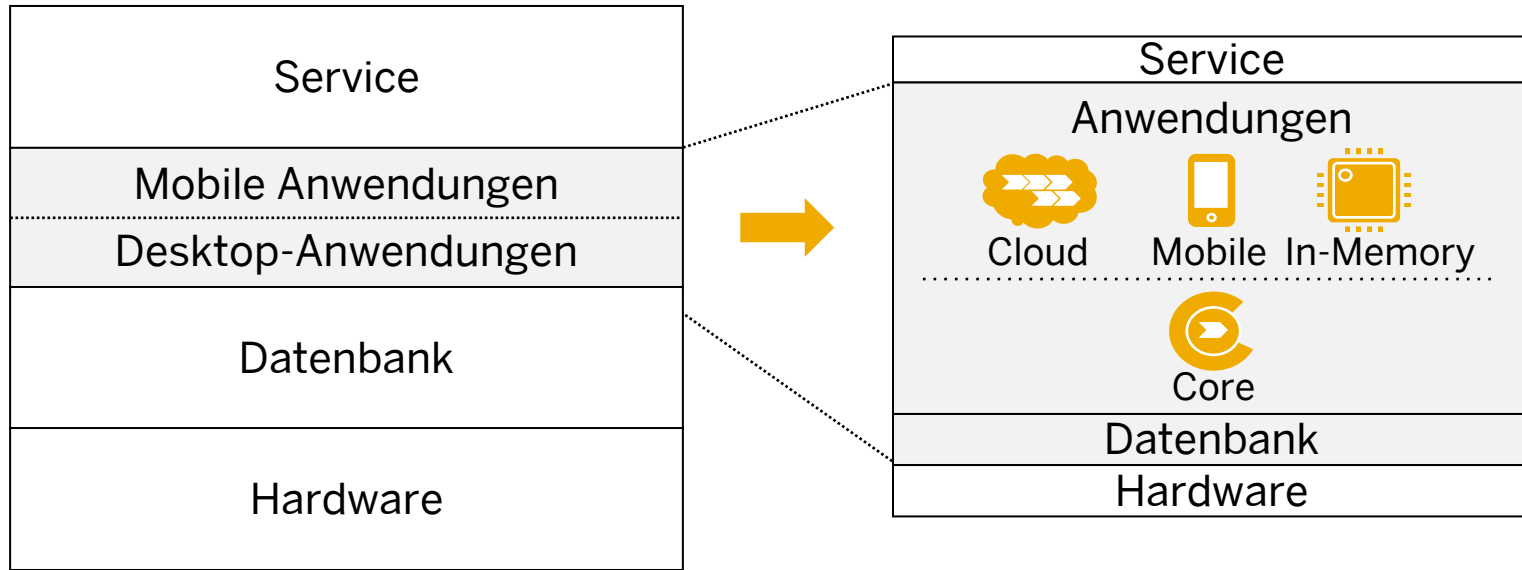 Service
Mobile Anwendungen
Desktop-Anwendungen
Datenbank
Hardware
Service
Anwendungen
Cloud Mobile In-Memory
Core
Datenbank
Hardware